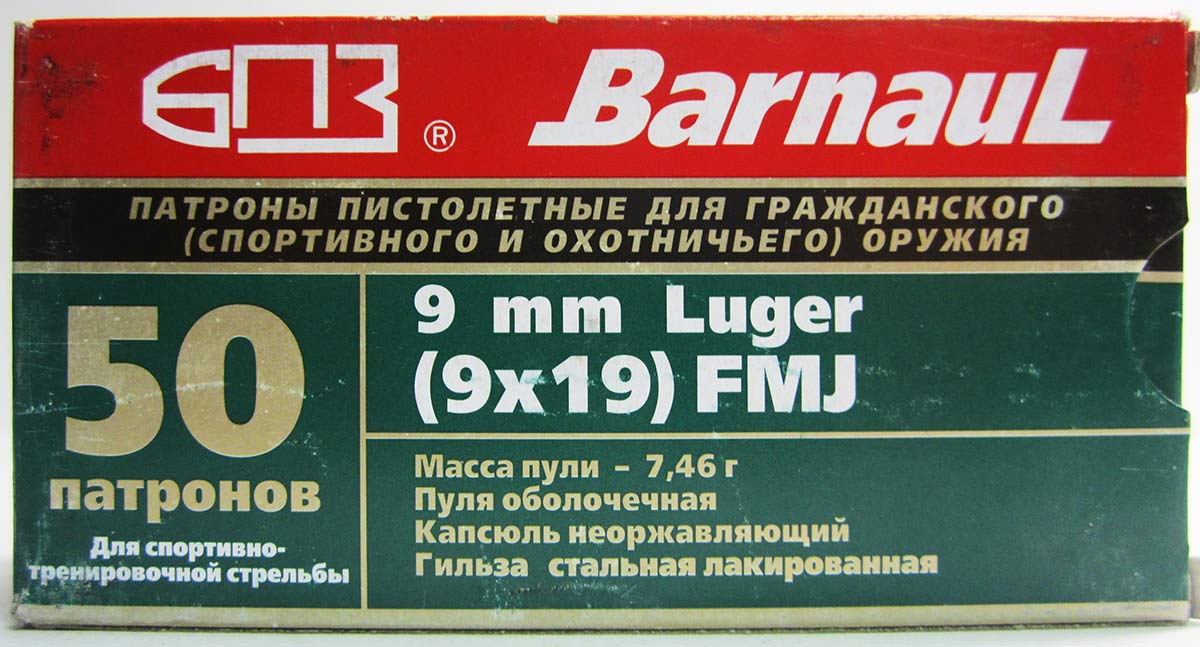 БПЗ ® BarnauL
ПАТРОНЫ ПИСТОЛЕТНЫЕ ДЛЯ ГРАЖДАНСКОГО
(СПОРТИВНОГО И ОХОТНИЧЬЕГО) ОРУЖИЯ
50
патронов
Для спортивно-
тренировочной стрельбы
9 mm Luger
(9x19) FMJ
Масса пули – 7,46 г
Пуля оболочечная
Капсюль неоржавляющий
Гильза стальная лакированная